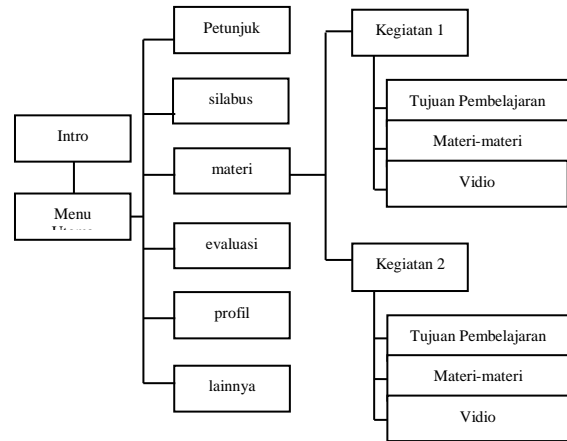 Intro
Menu
Petunjuk
silabus
materi
evaluasi
profil
lainnya
Kegiatan 1
Tujuan Pembelajaran
Materi-materi
Vidio
Kegiatan 2
Tujuan Pembelajaran
Materi-materi
Vidio